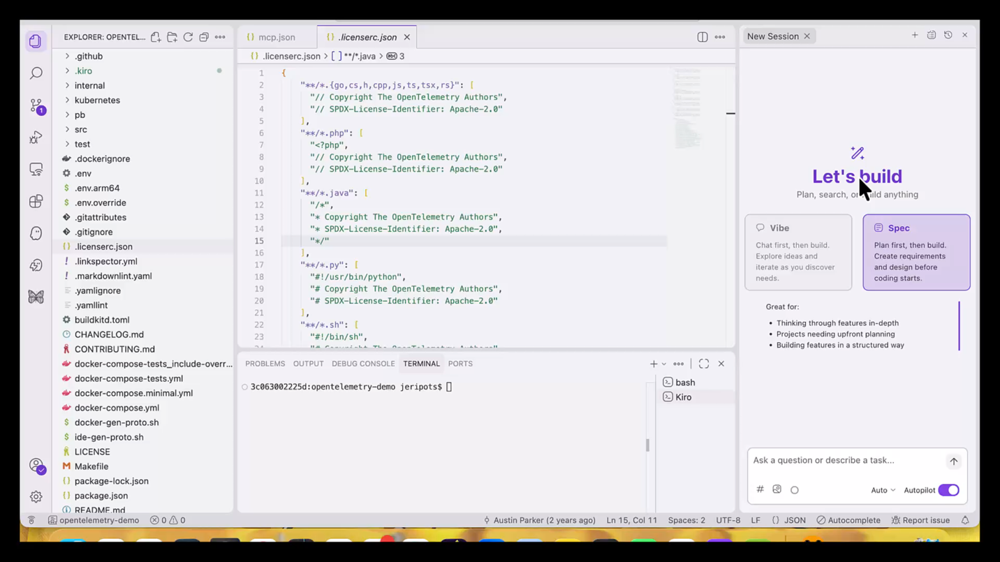 EXPLORER: OPENTEL...
.github
.kiro
internal
kubernetes
pb
src
test
.dockerignore
.env
.env.arm64
.env.override
.gitattributes
.gitignore
.licenserc.json
.linkspector.yml
.markdownlint.yaml
.yamlignore
.yamllint
buildkitd.toml
CHANGELOG.md
CONTRIBUTING.md
docker-compose-tests_include-overr...
docker-compose-tests.yml
docker-compose.minimal.yml
docker-compose.yml
docker-gen-proto.sh
ide-gen-proto.sh
LICENSE
Makefile
package-lock.json
package.json
README.md
1
mcp.json
.licenserc.json
.licenserc.json > [ ] **/*.java > abc 3
1 {
2 "**/*.{go,cs,h,cpp,js,ts,tsx,rs}": [
3 "// Copyright The OpenTelemetry Authors",
4 "// SPDX-License-Identifier: Apache-2.0"
5 ],
6 "**/*.php": [
7 "<?php",
8 "// Copyright The OpenTelemetry Authors",
9 "// SPDX-License-Identifier: Apache-2.0"
10 ],
11 "**/*.java": [
12 "/*",
13 "* Copyright The OpenTelemetry Authors",
14 "* SPDX-License-Identifier: Apache-2.0",
15 "*/"
16 ],
17 "**/*.py": [
18 "#!/usr/bin/python",
19 "# Copyright The OpenTelemetry Authors",
20 "# SPDX-License-Identifier: Apache-2.0"
21 ],
22 "**/*.sh": [
23 "#!/bin/sh",
24 "# Copyright The OpenTelemetry Authors",
PROBLEMS OUTPUT DEBUG CONSOLE TERMINAL PORTS
3c063002225d:opentelemetry-demo jeripots$
bash
Kiro
New Session
Let's build
Plan, search, or build anything
Vibe
Chat first, then build.
Explore ideas and
iterate as you discover
needs.
Spec
Plan first, then build.
Create requirements
and design before
coding starts.
Great for:
• Thinking through features in-depth
• Projects needing upfront planning
• Building features in a structured way
Ask a question or describe a task...
# Auto Autopilot
opentelemetry-demo 0 0 Austin Parker (2 years ago) Ln 15, Col 11 Spaces: 2 UTF-8 LF {} JSON Autocomplete Report issue